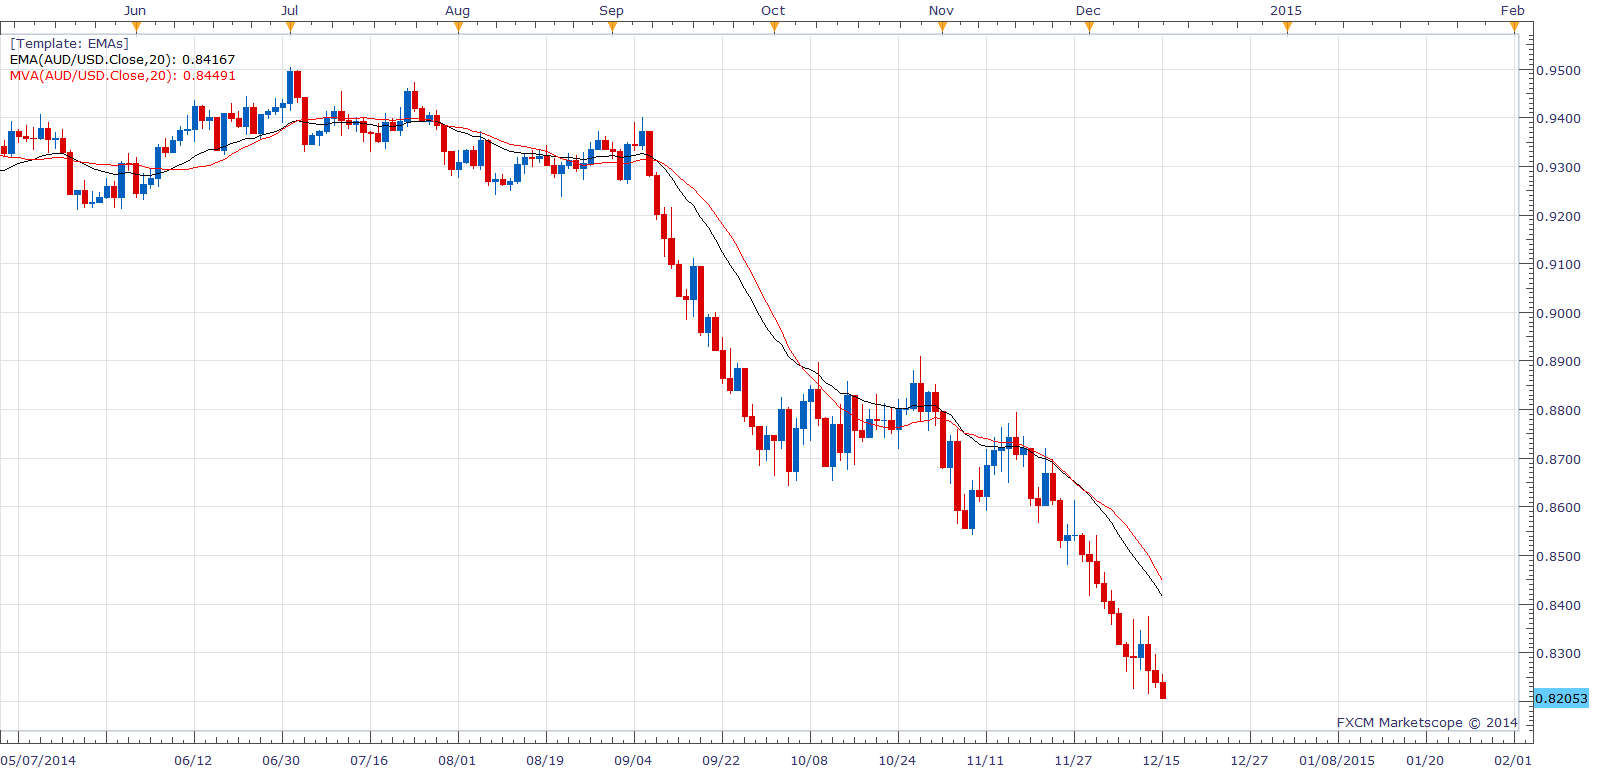 Jun Jul Aug Sep Oct Nov Dec 2015 Feb
[Template: EMAs]
EMA(AUD/USD.Close,20): 0.84167
MVA(AUD/USD.Close,20): 0.84491
0.9500
0.9400
0.9300
0.9200
0.9100
0.9000
0.8900
0.8800
0.8700
0.8600
0.8500
0.8400
0.8300
0.82053
FXCM Marketscope © 2014
05/07/2014 06/12 06/30 07/16 08/01 08/19 09/04 09/22 10/08 10/24 11/11 11/27 12/15 12/27 01/08/2015 01/20 02/01